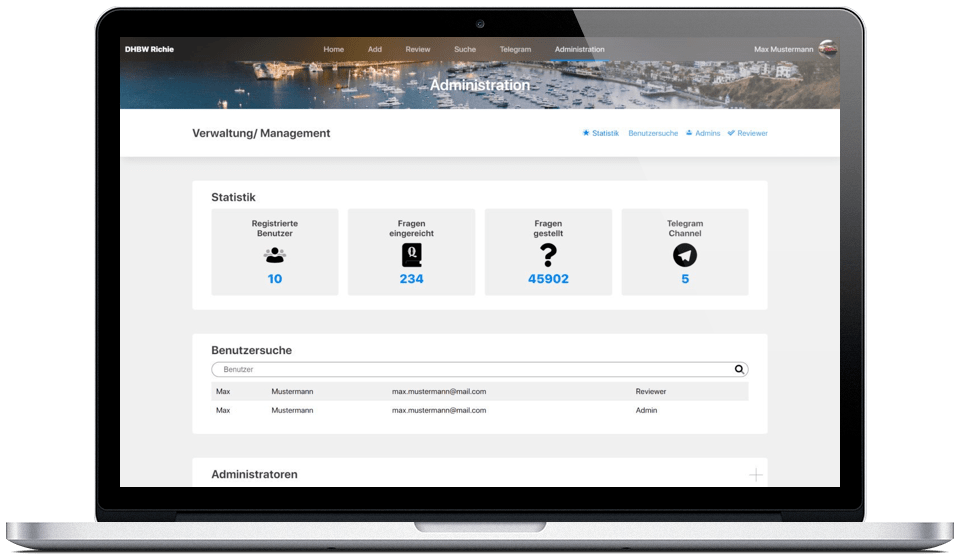 DHBW Richie
Home Add Review Suche Telegram Administration
Max Mustermann
Administration
Verwaltung/ Management
Statistik Benutzersuche Admins Reviewer
Statistik
Registrierte
Benutzer
10
Fragen
eingereicht
234
Fragen
gestellt
45902
Telegram
Channel
5
Benutzersuche
Benutzer
Max Mustermann max.mustermann@mail.com Reviewer
Max Mustermann max.mustermann@mail.com Admin
Administratoren